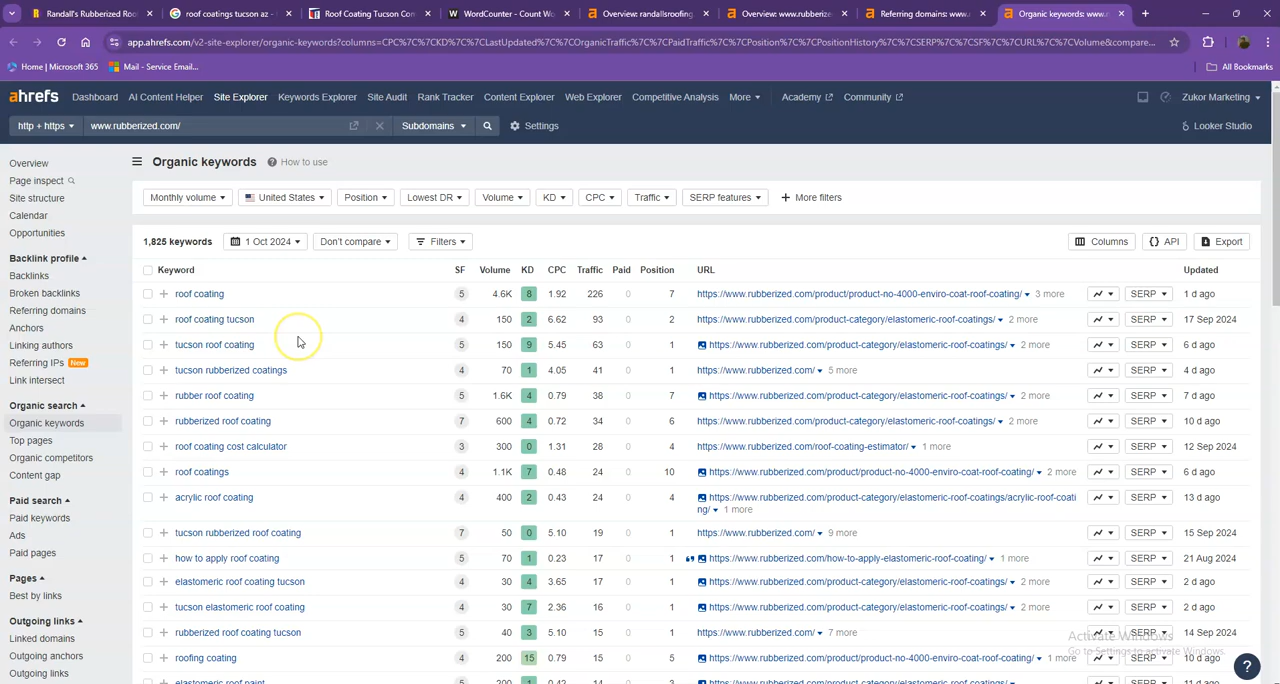 Randall's Rubberized Roo
roof coatings tucson az -
Roof Coating Tucson Con
WordCounter - Count Wo
Overview: randallsroofing
Overview: www.rubberize
Referring domains: www.
Organic keywords: www.r
app.ahrefs.com/v2-site-explorer/organic-keywords?columns=CPC%7C%7CKD%7C%7CLastUpdated%7C%7COrganicTraffic%7C%7CPaidTraffic%7C%7CPosition%7C%7CPositionHistory%7C%7CSERP%7C%7CSF%7C%7CURL%7C%7CVolume&compare...
Home | Microsoft 365 Mail - Service Email... All Bookmarks
ahrefs Dashboard AI Content Helper Site Explorer Keywords Explorer Site Audit Rank Tracker Content Explorer Web Explorer Competitive Analysis More Academy Community Zukor Marketing
http + https www.rubberized.com/ Subdomains Settings Looker Studio
Overview
Page inspect
Site structure
Calendar
Opportunities
Backlink profile
Backlinks
Broken backlinks
Referring domains
Anchors
Linking authors
Referring IPs New
Link intersect
Organic search
Organic keywords
Top pages
Organic competitors
Content gap
Paid search
Paid keywords
Ads
Paid pages
Pages
Best by links
Outgoing links
Linked domains
Outgoing anchors
Outgoing links
Organic keywords ? How to use
Monthly volume United States Position Lowest DR Volume KD CPC Traffic SERP features + More filters
1,825 keywords 1 Oct 2024 Don't compare Filters Columns {} API Export
Keyword SF Volume KD CPC Traffic Paid Position URL Updated
+ roof coating 5 4.6K 8 1.92 226 0 7 https://www.rubberized.com/product/product-no-4000-enviro-coat-roof-coating/ 3 more SERP 1 d ago
+ roof coating tucson 4 150 2 6.62 93 0 2 https://www.rubberized.com/product-category/elastomeric-roof-coatings/ 2 more SERP 17 Sep 2024
+ tucson roof coating 5 150 9 5.45 63 0 1 https://www.rubberized.com/product-category/elastomeric-roof-coatings/ 2 more SERP 6 d ago
+ tucson rubberized coatings 4 70 1 4.05 41 0 1 https://www.rubberized.com/ 5 more SERP 4 d ago
+ rubber roof coating 5 1.6K 4 0.79 38 0 7 https://www.rubberized.com/product-category/elastomeric-roof-coatings/ 2 more SERP 7 d ago
+ rubberized roof coating 7 600 4 0.72 34 0 6 https://www.rubberized.com/product-category/elastomeric-roof-coatings/ 2 more SERP 10 d ago
+ roof coating cost calculator 3 300 0 1.31 28 0 4 https://www.rubberized.com/roof-coating-estimator/ 1 more SERP 12 Sep 2024
+ roof coatings 4 1.1K 7 0.48 24 0 10 https://www.rubberized.com/product/product-no-4000-enviro-coat-roof-coating/ 2 more SERP 6 d ago
+ acrylic roof coating 4 400 2 0.43 24 0 4 https://www.rubberized.com/product-category/elastomeric-roof-coatings/acrylic-roof-coati SERP 13 d ago
ng/ 1 more
+ tucson rubberized roof coating 7 50 0 5.10 19 0 1 https://www.rubberized.com/ 9 more SERP 15 Sep 2024
+ how to apply roof coating 5 70 1 0.23 17 0 1 https://www.rubberized.com/how-to-apply-elastomeric-roof-coating/ 1 more SERP 21 Aug 2024
+ elastomeric roof coating tucson 4 30 4 3.65 17 0 1 https://www.rubberized.com/product-category/elastomeric-roof-coatings/ 2 more SERP 2 d ago
+ tucson elastomeric roof coating 4 30 7 2.36 16 0 1 https://www.rubberized.com/product-category/elastomeric-roof-coatings/ 2 more SERP 2 d ago
+ rubberized roof coating tucson 5 40 3 5.10 15 0 1 https://www.rubberized.com/ 7 more SERP 14 Sep 2024
+ roofing coating 4 200 15 0.79 15 0 5 https://www.rubberized.com/product/product-no-4000-enviro-coat-roof-coating/ 1 more SERP 10 d ago
+ elastomeric roof paint 5 200 1 0.42 14 0 3 SERP 11 d ago
Activate Windows
Go to Settings to activate Windows.
?